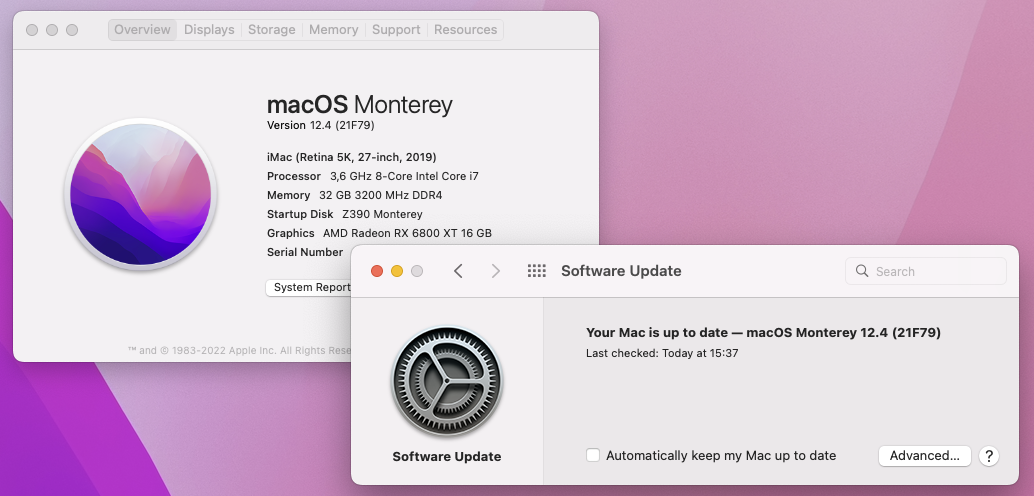 Overview Displays Storage Memory Support Resources
macOS Monterey
Version 12.4 (21F79)
iMac (Retina 5K, 27-inch, 2019)
Processor 3,6 GHz 8-Core Intel Core i7
Memory 32 GB 3200 MHz DDR4
Startup Disk Z390 Monterey
Graphics AMD Radeon RX 6800 XT 16 GB
Serial Number
System Report
™ and © 1983-2022 Apple Inc. All Rights Rese
Software Update
Search
Your Mac is up to date — macOS Monterey 12.4 (21F79)
Last checked: Today at 15:37
Software Update
Automatically keep my Mac up to date
Advanced... ?